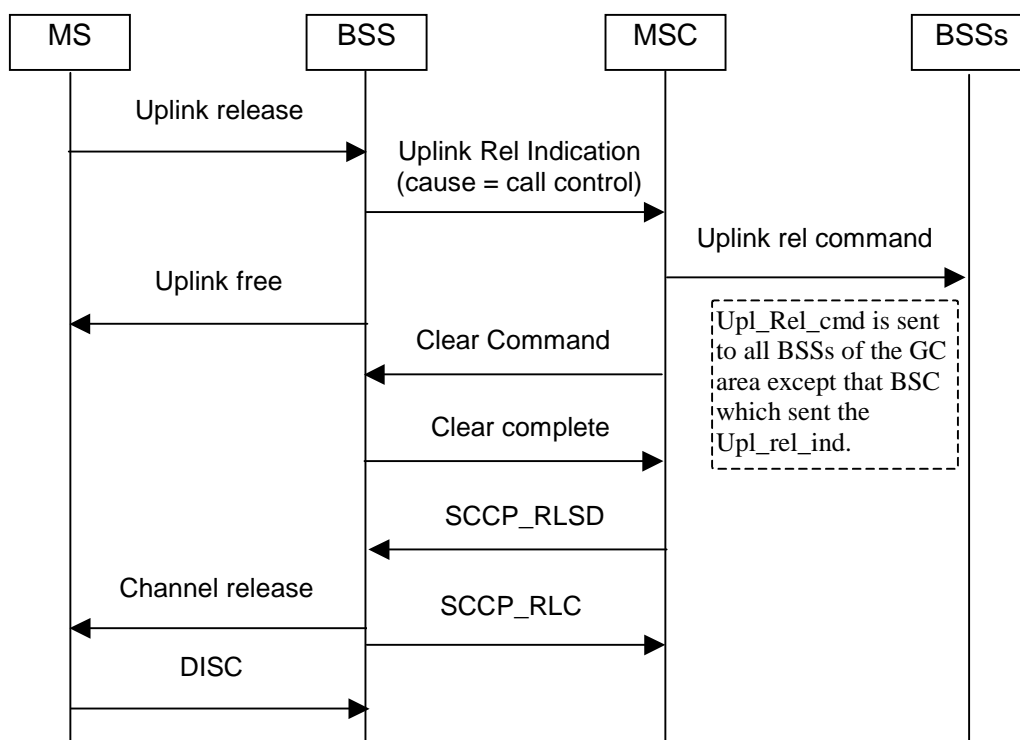 MS
BSS
MSC
BSSs
Uplink release
Uplink Rel Indication
(cause = call control)
Uplink rel command
Uplink free
Upl_Rel_cmd is sent
to all BSSs of the GC
area except that BSC
which sent the
Upl_rel_ind.
Clear Command
Clear complete
SCCP_RLSD
Channel release
SCCP_RLC
DISC